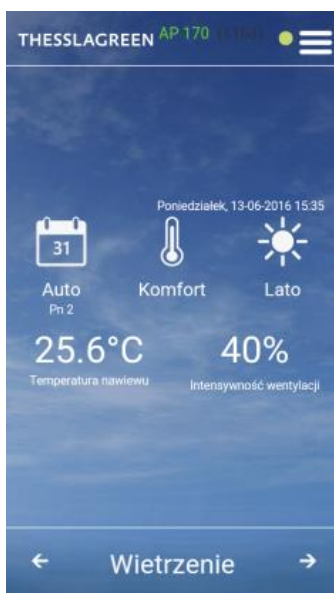 THESSLAGREEN AP 170
Poniedziałek, 13-06-2016 15:35
31
Auto Komfort Lato
Pn 2
25.6°C 40%
Temperatura nawiewu Intensywność wentylacji
Wietrzenie